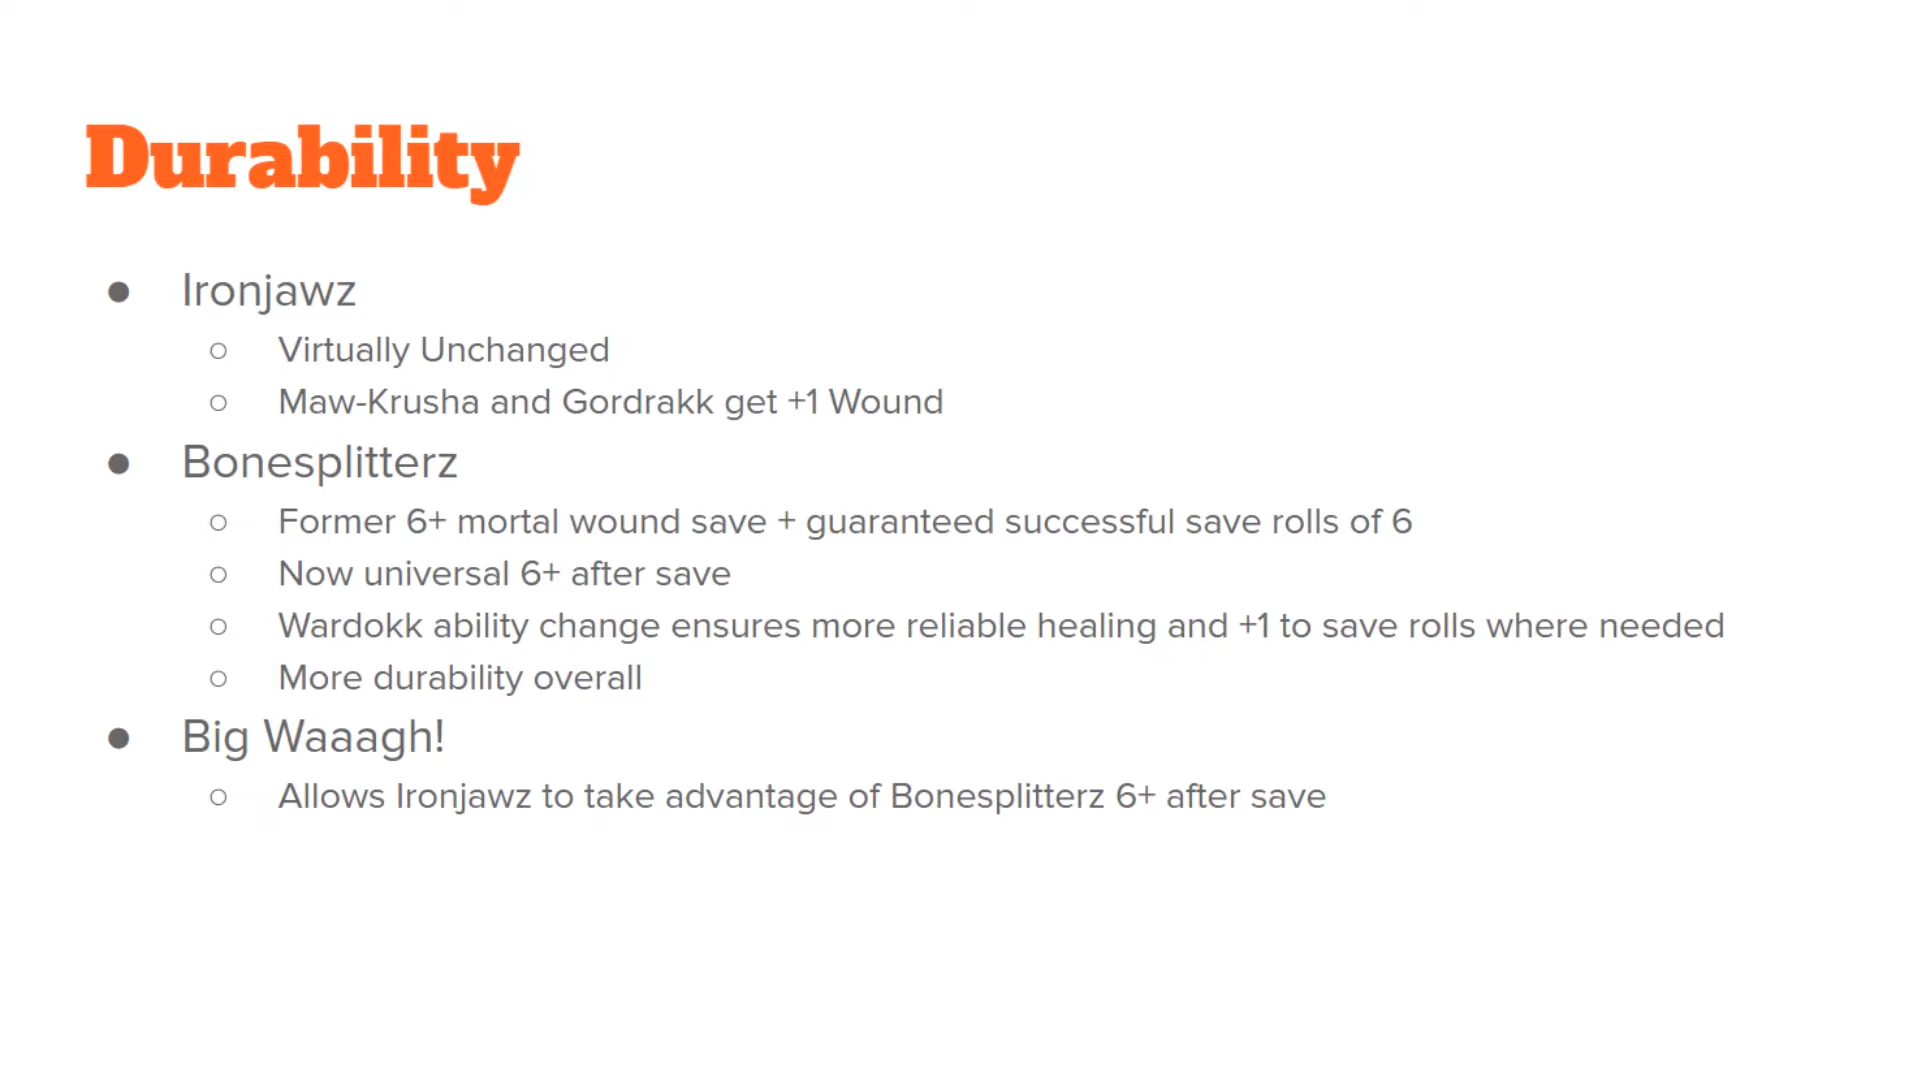 Durability
● Ironjawz
○ Virtually Unchanged
○ Maw-Krusha and Gordrakk get +1 Wound
● Bonesplitterz
○ Former 6+ mortal wound save + guaranteed successful save rolls of 6
○ Now universal 6+ after save
○ Wardokk ability change ensures more reliable healing and +1 to save rolls where needed
○ More durability overall
● Big Waaagh!
○ Allows Ironjawz to take advantage of Bonesplitterz 6+ after save